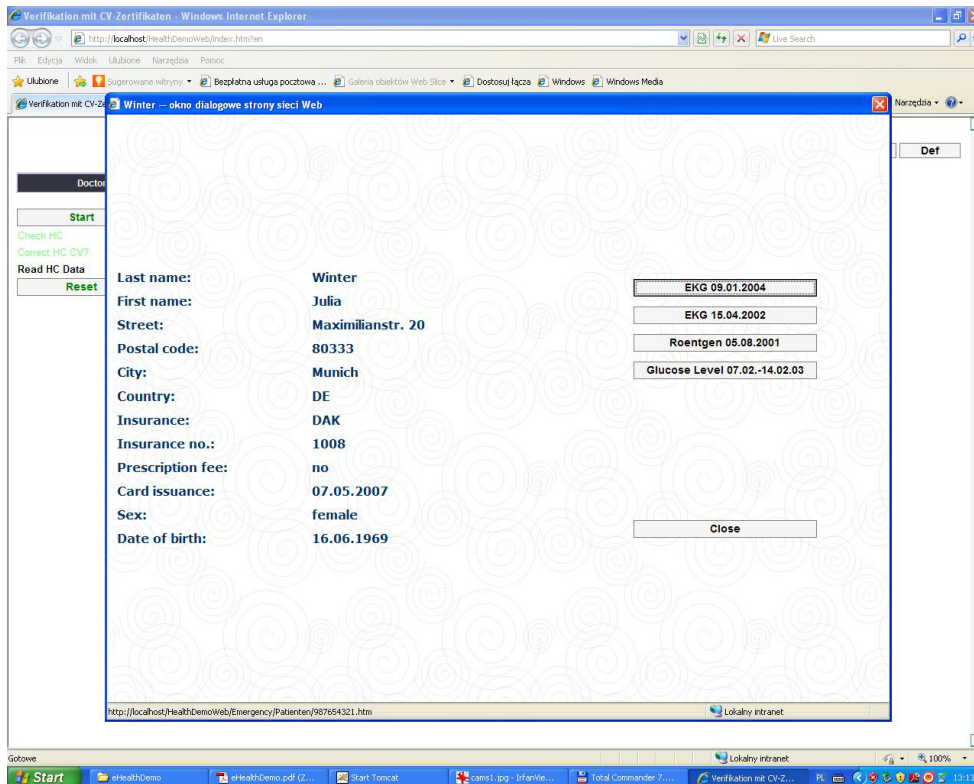 Verifikation mit CV-Zertifikaten - Windows Internet Explorer
http://localhost/HealthDemoWeb/index.htm?en
Live Search
Plik Edycja Widok Ulubione Narzędzia Pomoc
Ulubione Sugerowane witryny Bezpłatna usługa pocztowa ... Galeria obiektów Web Slice Dostosuj łącza Windows Windows Media
Verifikation mit CV-Ze
Narzędzia
Winter -- okno dialogowe strony sieci Web
Def
Doctor
Start
Check HC
Correct HC CV?
Read HC Data
Reset
Last name: Winter
First name: Julia
Street: Maximilianstr. 20
Postal code: 80333
City: Munich
Country: DE
Insurance: DAK
Insurance no.: 1008
Prescription fee: no
Card issuance: 07.05.2007
Sex: female
Date of birth: 16.06.1969
EKG 09.01.2004
EKG 15.04.2002
Roentgen 05.08.2001
Glucose Level 07.02.-14.02.03
Close
http://localhost/HealthDemoWeb/Emergency/Patienten/987654321.htm
Lokalny intranet
Gotowe
Lokalny intranet
100%
Start eHealthDemo eHealthDemo.pdf (Z... Start Tomcat cams1.jpg - IrfanVie... Total Commander 7.... Verifikation mit CV-Z... PL 13:13